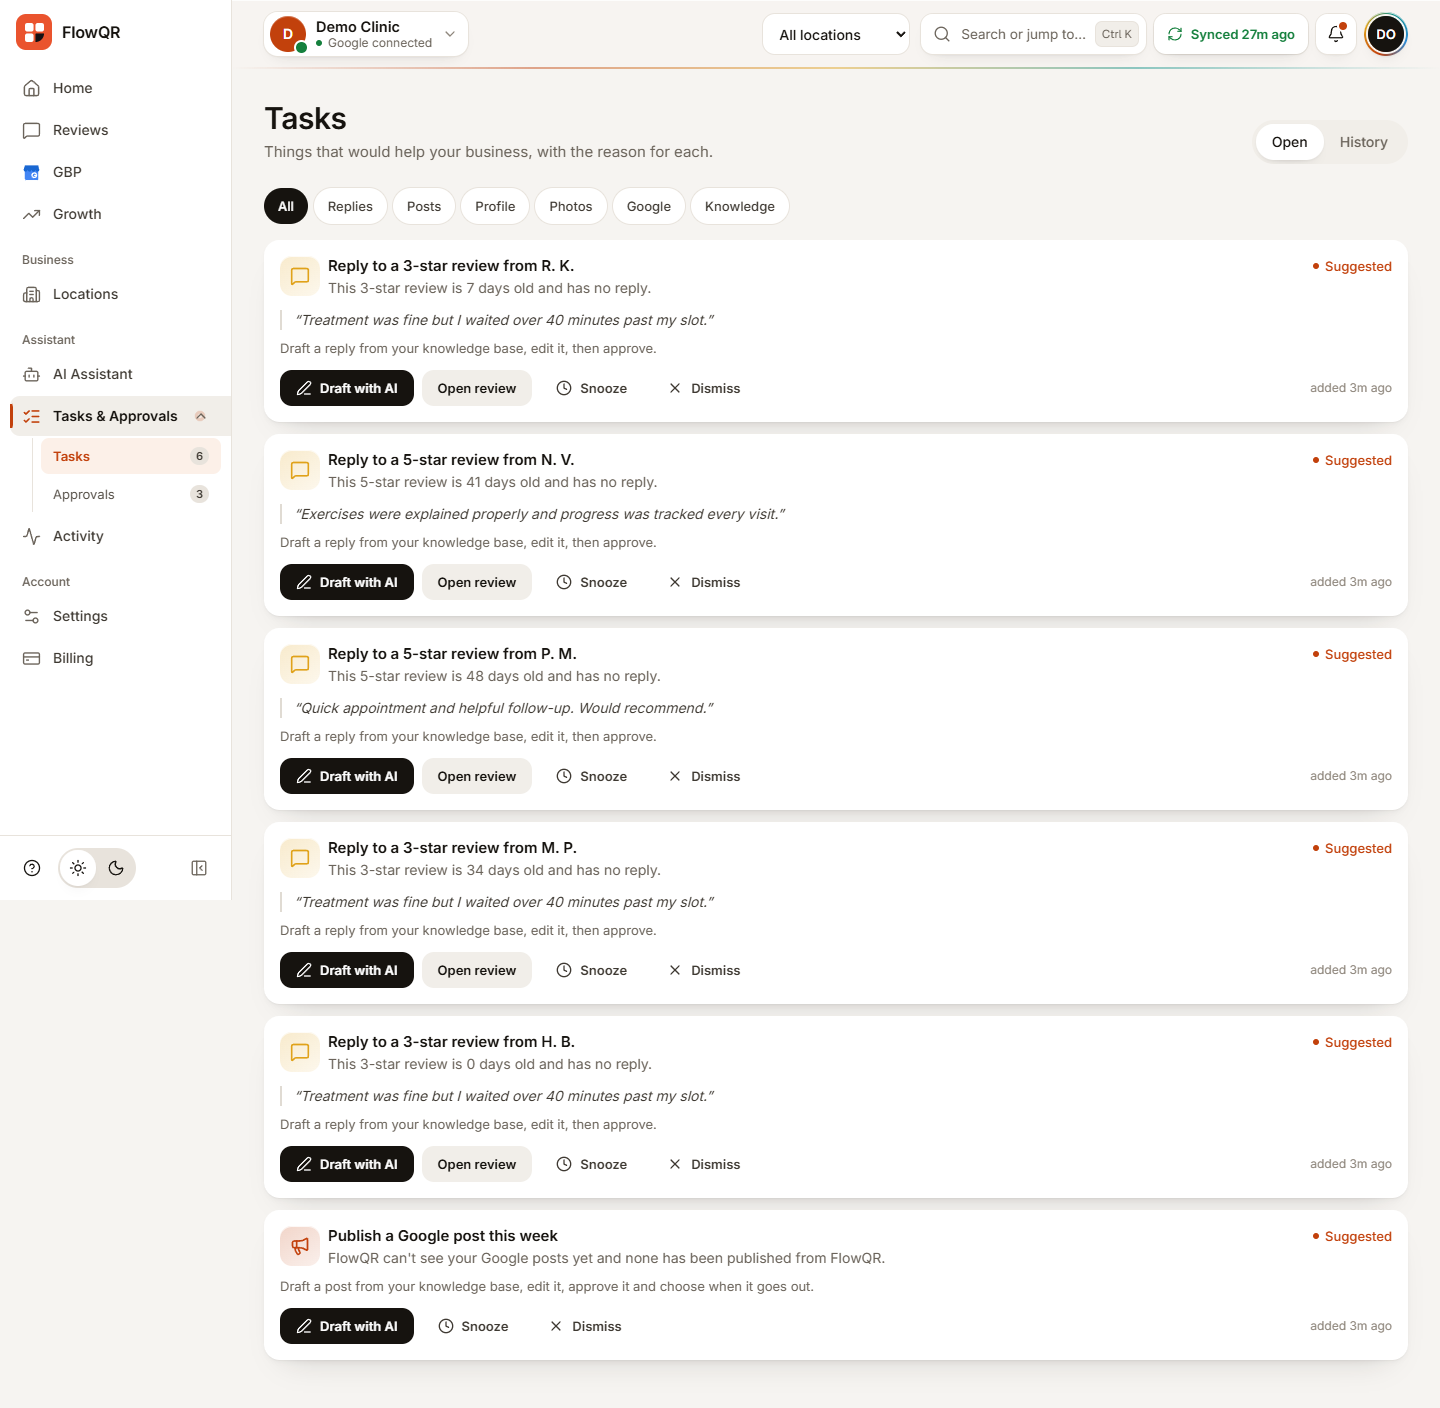 FlowQR
Home
Reviews
GBP
Growth
Business
Locations
Assistant
AI Assistant
Tasks & Approvals
Tasks 6
Approvals 3
Activity
Account
Settings
Billing
D
Demo Clinic
Google connected
All locations
Search or jump to... Ctrl K
Synced 27m ago
DO
Tasks
Things that would help your business, with the reason for each.
Open History
All Replies Posts Profile Photos Google Knowledge
Reply to a 3-star review from R. K.
Suggested
This 3-star review is 7 days old and has no reply.
“Treatment was fine but I waited over 40 minutes past my slot.”
Draft a reply from your knowledge base, edit it, then approve.
Draft with AI Open review Snooze Dismiss added 3m ago
Reply to a 5-star review from N. V.
Suggested
This 5-star review is 41 days old and has no reply.
“Exercises were explained properly and progress was tracked every visit.”
Draft a reply from your knowledge base, edit it, then approve.
Draft with AI Open review Snooze Dismiss added 3m ago
Reply to a 5-star review from P. M.
Suggested
This 5-star review is 48 days old and has no reply.
“Quick appointment and helpful follow-up. Would recommend.”
Draft a reply from your knowledge base, edit it, then approve.
Draft with AI Open review Snooze Dismiss added 3m ago
Reply to a 3-star review from M. P.
Suggested
This 3-star review is 34 days old and has no reply.
“Treatment was fine but I waited over 40 minutes past my slot.”
Draft a reply from your knowledge base, edit it, then approve.
Draft with AI Open review Snooze Dismiss added 3m ago
Reply to a 3-star review from H. B.
Suggested
This 3-star review is 0 days old and has no reply.
“Treatment was fine but I waited over 40 minutes past my slot.”
Draft a reply from your knowledge base, edit it, then approve.
Draft with AI Open review Snooze Dismiss added 3m ago
Publish a Google post this week
Suggested
FlowQR can't see your Google posts yet and none has been published from FlowQR.
Draft a post from your knowledge base, edit it, approve it and choose when it goes out.
Draft with AI Snooze Dismiss added 3m ago